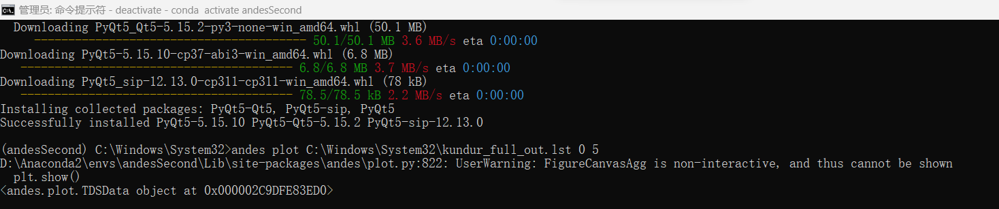 管理员: 命令提示符 - deactivate - conda  activate andesSecond
Downloading PyQt5_Qt5-5.15.2-py3-none-win_amd64.whl (50.1 MB)
---------------------------------------- 50.1/50.1 MB 3.6 MB/s eta 0:00:00
Downloading PyQt5-5.15.10-cp37-abi3-win_amd64.whl (6.8 MB)
---------------------------------------- 6.8/6.8 MB 3.7 MB/s eta 0:00:00
Downloading PyQt5_sip-12.13.0-cp311-cp311-win_amd64.whl (78 kB)
---------------------------------------- 78.5/78.5 kB 2.2 MB/s eta 0:00:00
Installing collected packages: PyQt5-Qt5, PyQt5-sip, PyQt5
Successfully installed PyQt5-5.15.10 PyQt5-Qt5-5.15.2 PyQt5-sip-12.13.0
(andesSecond) C:\Windows\System32>andes plot C:\Windows\System32\kundur_full_out.lst 0 5
D:\Anaconda2\envs\andesSecond\Lib\site-packages\andes\plot.py:822: UserWarning: FigureCanvasAgg is non-interactive, and thus cannot be shown
plt.show()
<andes.plot.TDSData object at 0x000002C9DFE83ED0>